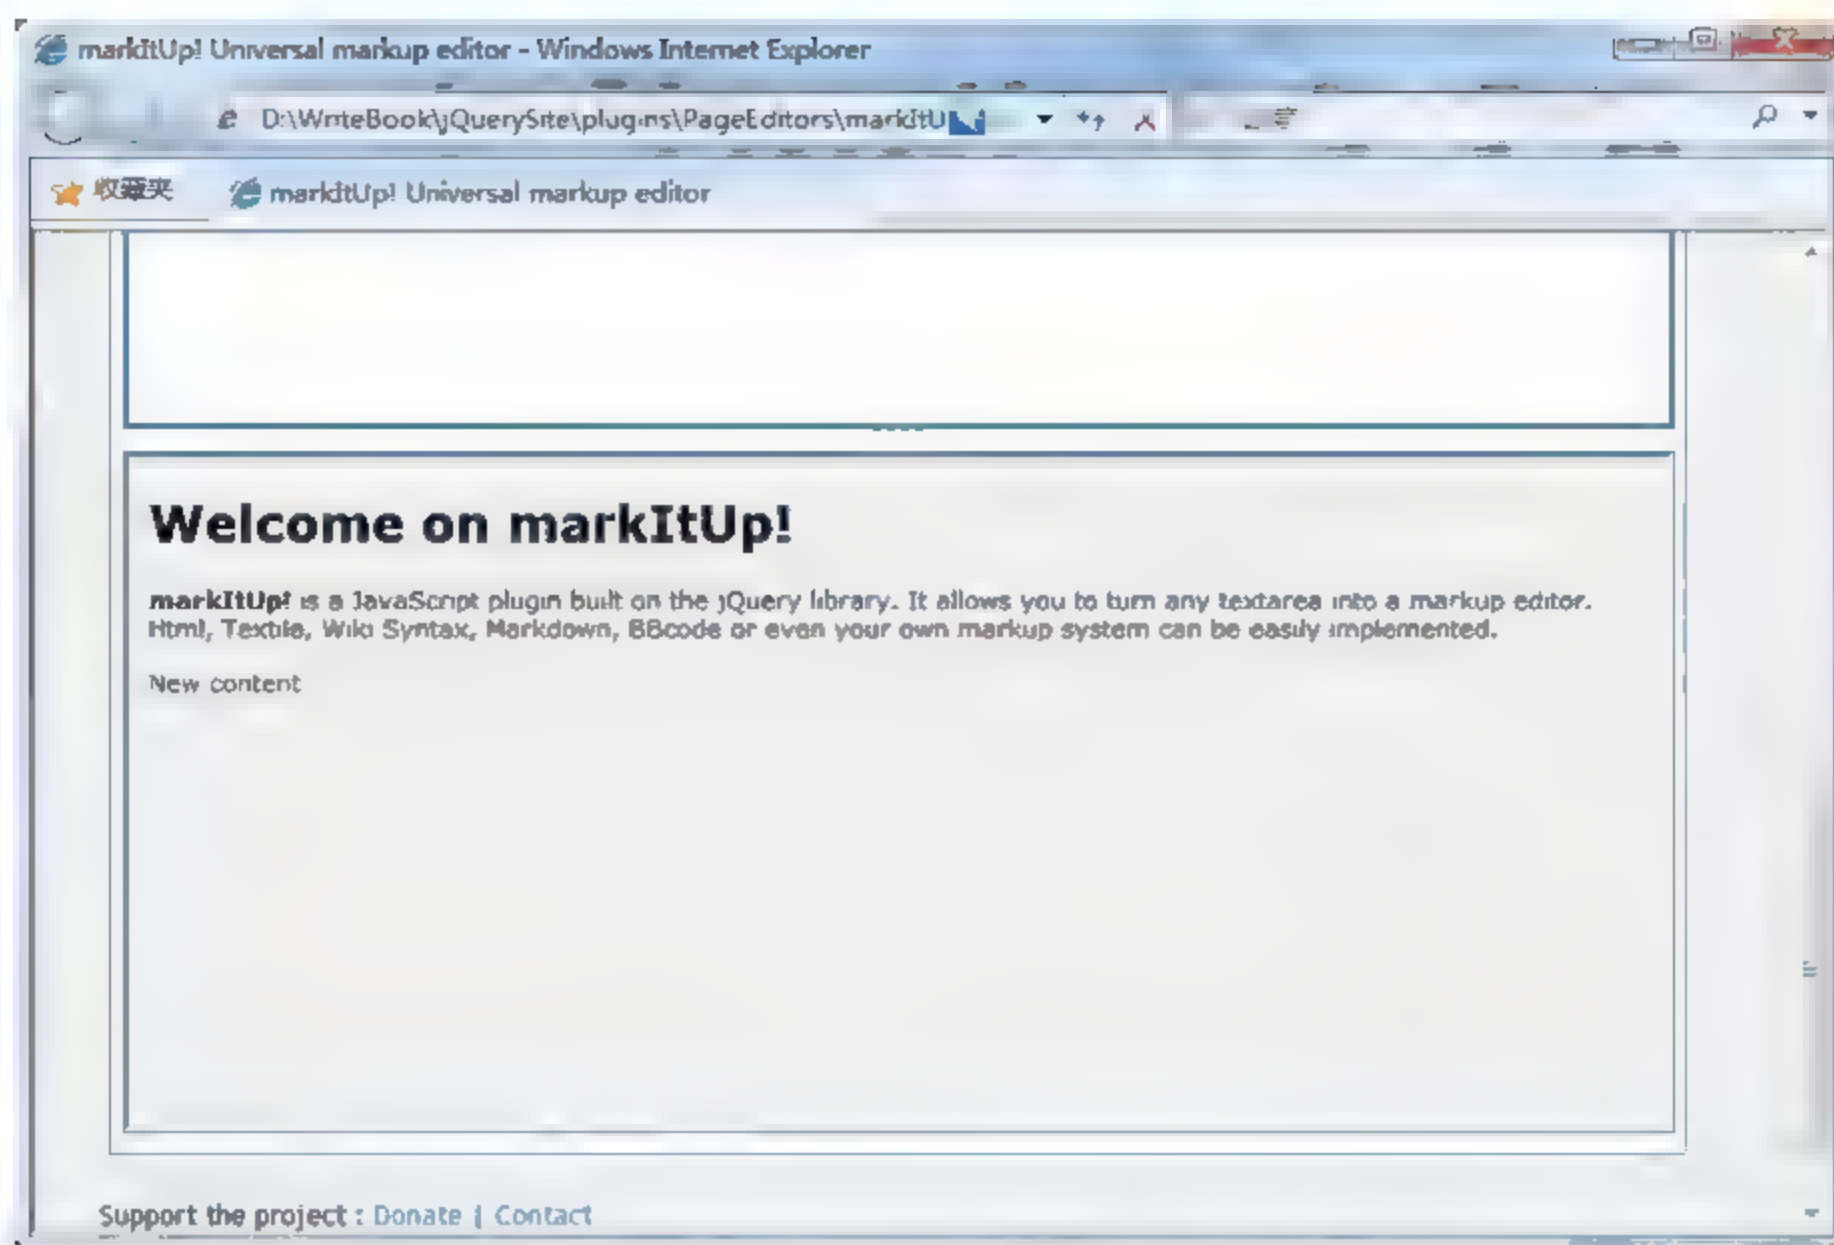 markItUp! Universal markup editor - Windows Internet Explorer
D:\WriteBook\jQuerySite\plugins\PageEditors\markItU
收藏夹 markItUp! Universal markup editor
Welcome on markItUp!
markItUp! is a JavaScript plugin built on the jQuery library. It allows you to turn any textarea into a markup editor.
Html, Textile, Wiki Syntax, Markdown, BBcode or even your own markup system can be easily implemented.
New content
Support the project : Donate | Contact